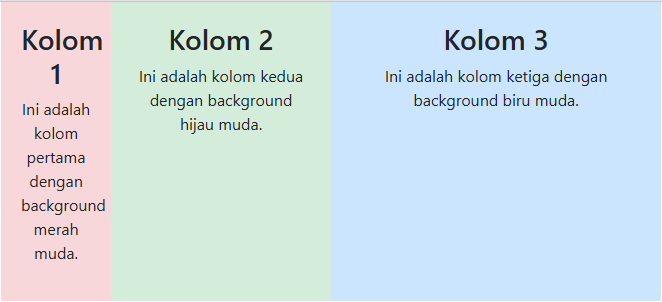 Kolom
1
Ini adalah
kolom
pertama
dengan
background
merah
muda.
Kolom 2
Ini adalah kolom kedua
dengan background
hijau muda.
Kolom 3
Ini adalah kolom ketiga dengan
background biru muda.